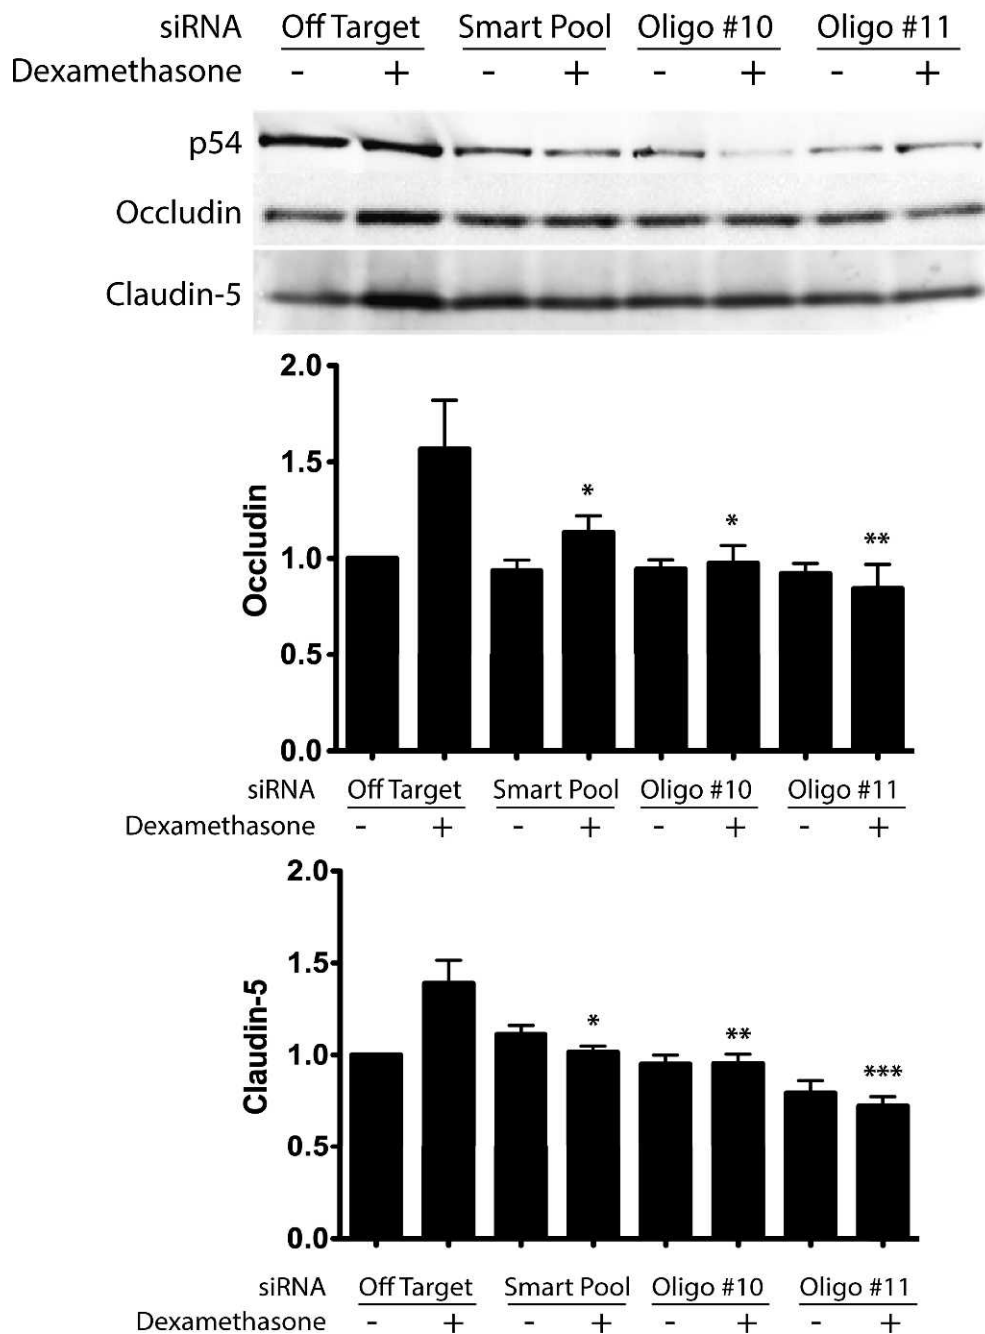 siRNA Off Target Smart Pool Oligo #10 Oligo #11
Dexamethasone - + - + - + - +
p54
Occludin
Claudin-5
2.0
1.5
*
*
**
1.0
Occludin
0.5
0.0
siRNA Off Target Smart Pool Oligo #10 Oligo #11
Dexamethasone - + - + - + - +
2.0
1.5
*
**
***
1.0
Claudin-5
0.5
0.0
siRNA Off Target Smart Pool Oligo #10 Oligo #11
Dexamethasone - + - + - + - +